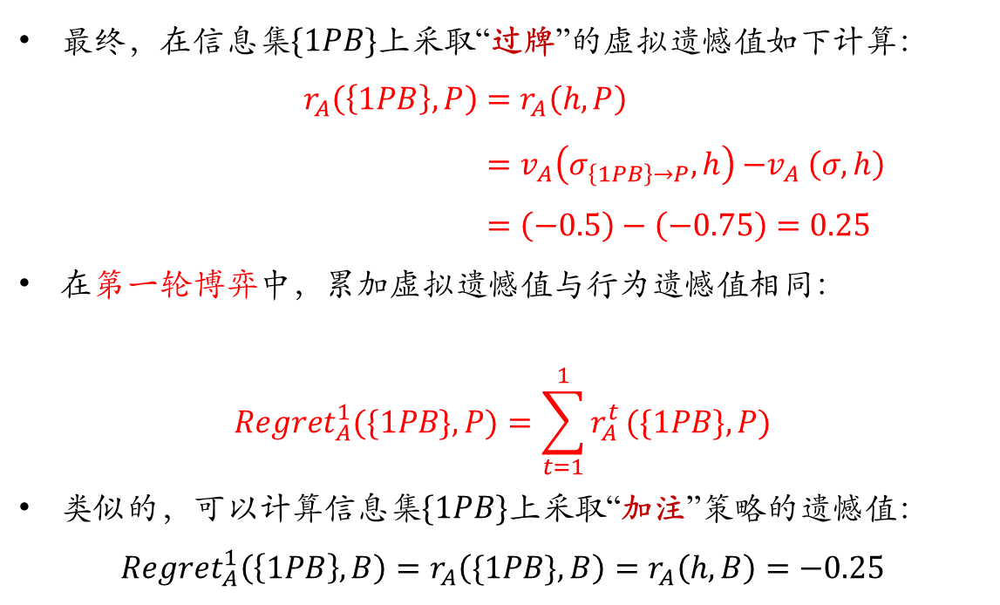 • 最终，在信息集{1PB}上采取“过牌”的虚拟遗憾值如下计算：
r_A({1PB}, P) = r_A(h, P)
= v_A(σ_{{1PB}→P}, h) − v_A (σ, h)
= (−0.5) − (−0.75) = 0.25
• 在第一轮博弈中，累加虚拟遗憾值与行为遗憾值相同：
Regret_A^1({1PB}, P) = ∑_{t=1}^{1} r_A^t ({1PB}, P)
• 类似的，可以计算信息集{1PB}上采取“加注”策略的遗憾值：
Regret_A^1({1PB}, B) = r_A({1PB}, B) = r_A(h, B) = −0.25